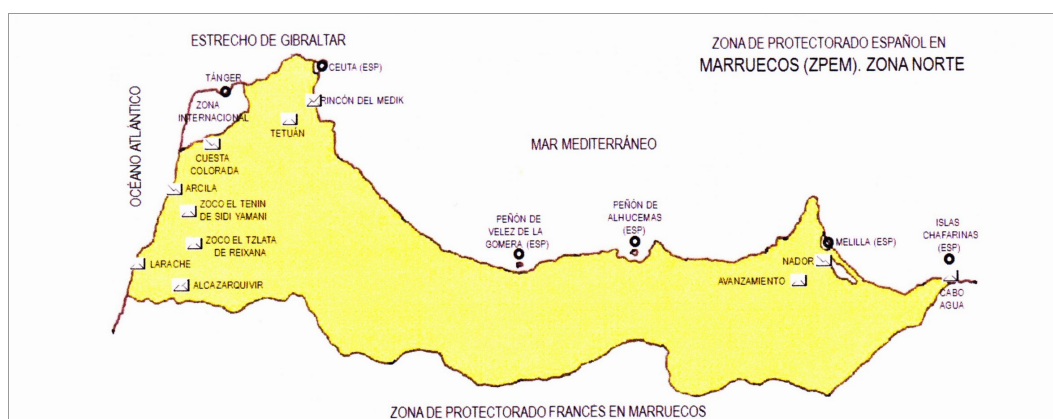 ESTRECHO DE GIBRALTAR
ZONA DE PROTECTORADO ESPAÑOL EN
MARRUECOS (ZPEM). ZONA NORTE
CEUTA (ESP)
TÁNGER
ZONA
INTERNACIONAL
RINCÓN DEL MEDIK
TETUÁN
OCÉANO ATLÁNTICO
MAR MEDITERRÁNEO
CUESTA
COLORADA
ARCILA
ZOCO EL TENIN
DE SIDI YAMANI
ZOCO EL TZLATA
DE REIXANA
LARACHE
ALCAZARQUIVIR
PEÑÓN DE
VELEZ DE LA
GOMERA (ESP)
PEÑÓN DE
ALHUCEMAS
(ESP)
MELILLA (ESP)
NADOR
AVANZAMIENTO
ISLAS
CHAFARINAS
(ESP)
CABO
AGUA
ZONA DE PROTECTORADO FRANCÉS EN MARRUECOS